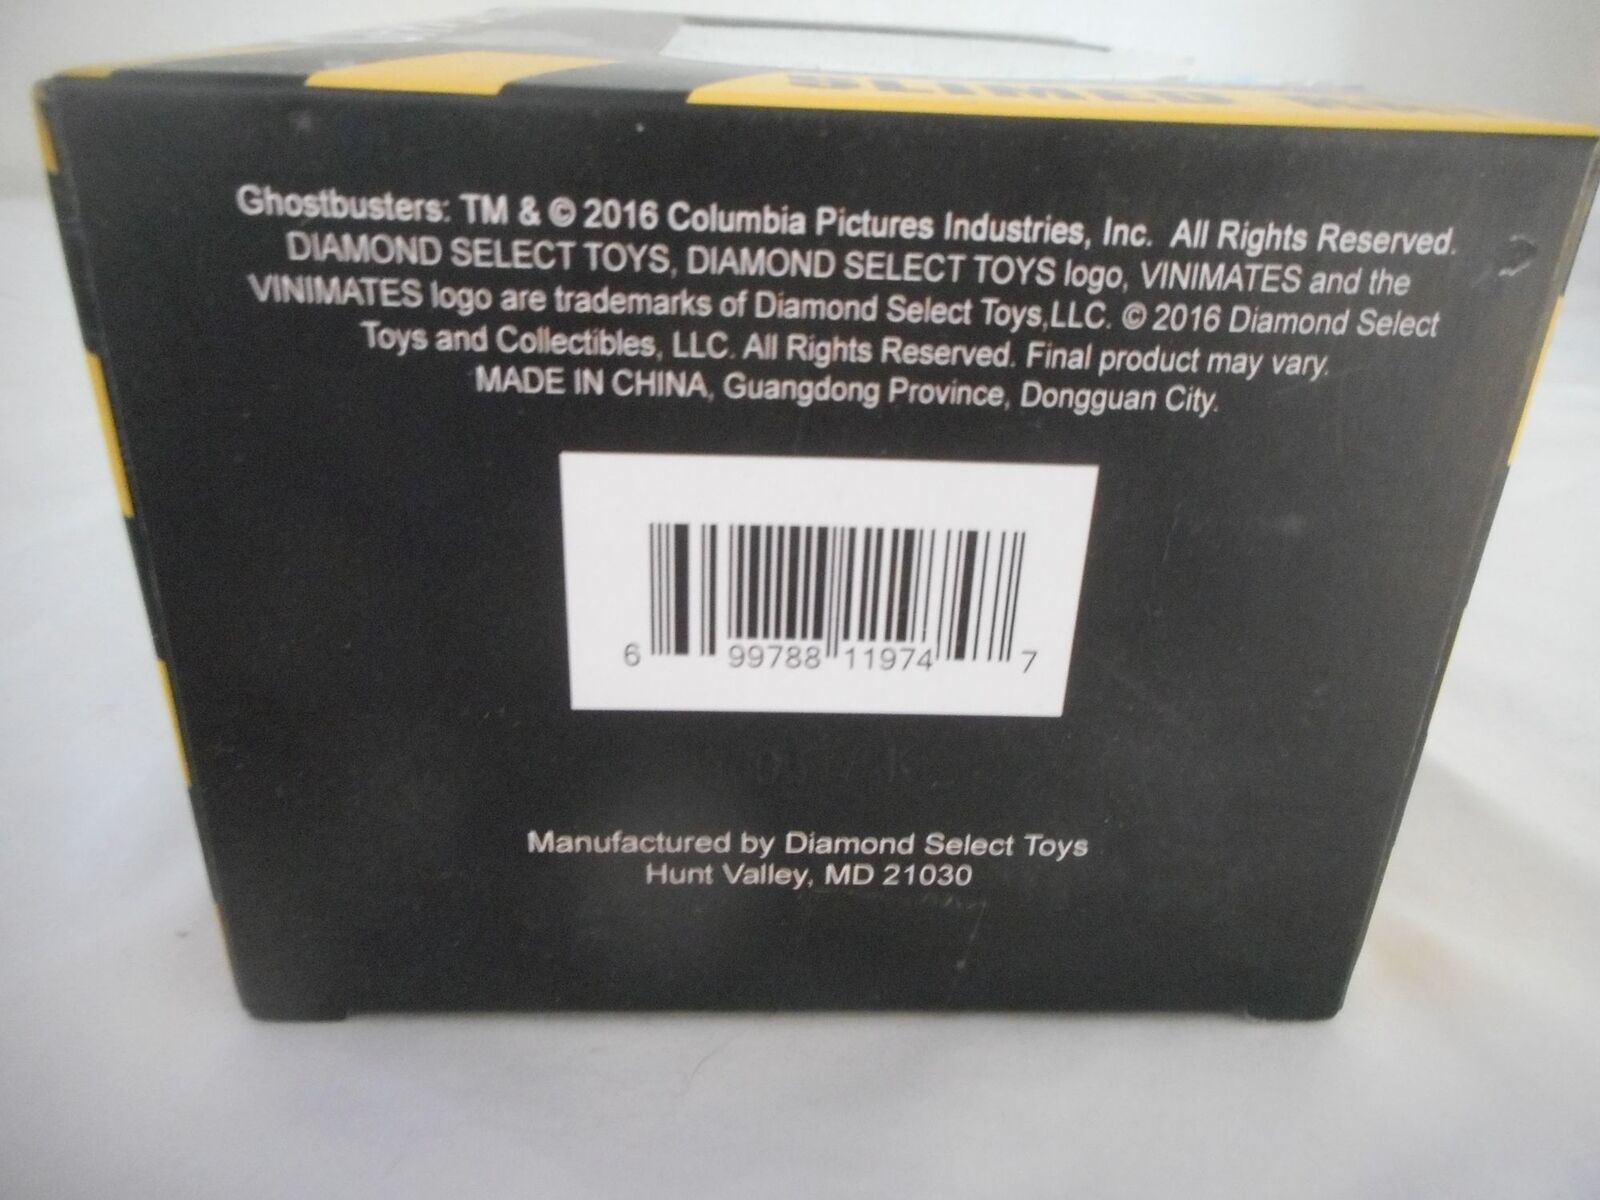 SLIMED
Ghostbusters: TM & © 2016 Columbia Pictures Industries, Inc. All Rights Reserved.
DIAMOND SELECT TOYS, DIAMOND SELECT TOYS logo, VINIMATES and the
VINIMATES logo are trademarks of Diamond Select Toys,LLC. © 2016 Diamond Select
Toys and Collectibles, LLC. All Rights Reserved. Final product may vary.
MADE IN CHINA, Guangdong Province, Dongguan City.
6 99788 11974 7
Manufactured by Diamond Select Toys
Hunt Valley, MD 21030